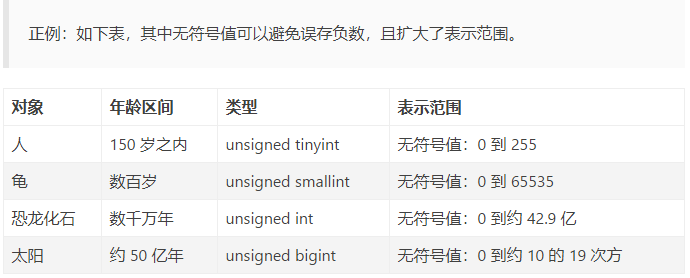 正例：如下表，其中无符号值可以避免误存负数，且扩大了表示范围。
对象 年龄区间 类型 表示范围
人 150 岁之内 unsigned tinyint 无符号值：0 到 255
龟 数百岁 unsigned smallint 无符号值：0 到 65535
恐龙化石 数千万年 unsigned int 无符号值：0 到约 42.9 亿
太阳 约 50 亿年 unsigned bigint 无符号值：0 到约 10 的 19 次方